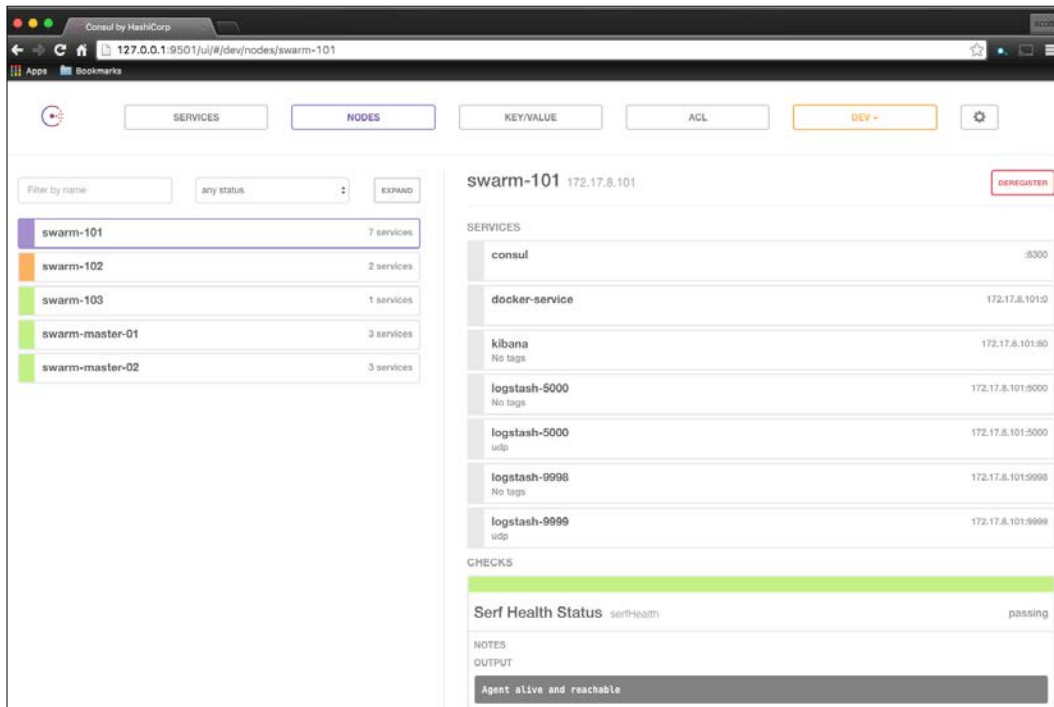 Consul by HashiCorp
127.0.0.1:9501/ui/#/dev/nodes/swarm-101
Apps Bookmarks
SERVICES NODES KEY/VALUE ACL DEV
Filter by name any status EXPAND
swarm-101 7 services
swarm-102 2 services
swarm-103 1 services
swarm-master-01 3 services
swarm-master-02 3 services
swarm-101 172.17.8.101 DEREGISTER
SERVICES
consul :8300
docker-service 172.17.8.101:0
kibana 172.17.8.101:80
No tags
logstash-5000 172.17.8.101:5000
No tags
logstash-5000 172.17.8.101:5000
udp
logstash-9998 172.17.8.101:9998
No tags
logstash-9999 172.17.8.101:9999
udp
CHECKS
Serf Health Status serfHealth passing
NOTES
OUTPUT
Agent alive and reachable